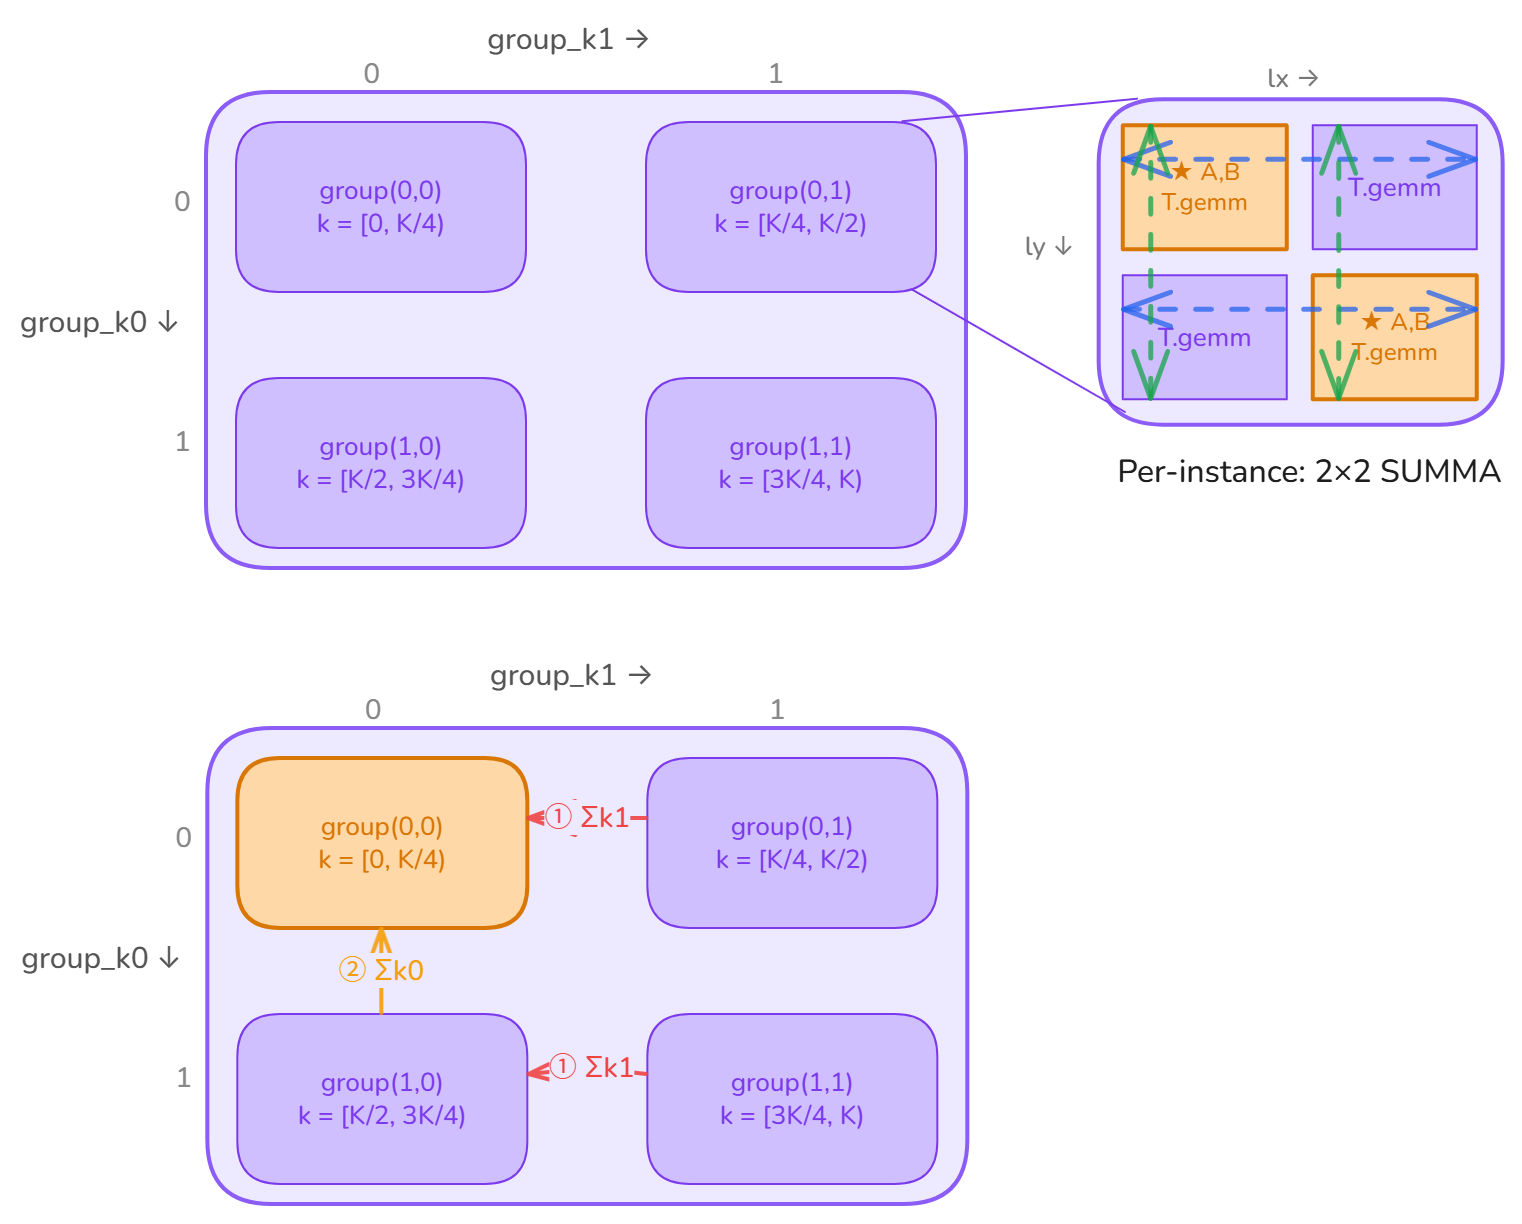 group_k1 →
0
1
0
group(0,0)
k = [0, K/4)
group(0,1)
k = [K/4, K/2)
group_k0 ↓
1
group(1,0)
k = [K/2, 3K/4)
group(1,1)
k = [3K/4, K)
lx →
ly ↓
★ A,B
T.gemm
T.gemm
T.gemm
★ A,B
T.gemm
Per-instance: 2×2 SUMMA
group_k1 →
0
1
0
group(0,0)
k = [0, K/4)
① Σk1
group(0,1)
k = [K/4, K/2)
group_k0 ↓
② Σk0
1
group(1,0)
k = [K/2, 3K/4)
① Σk1
group(1,1)
k = [3K/4, K)